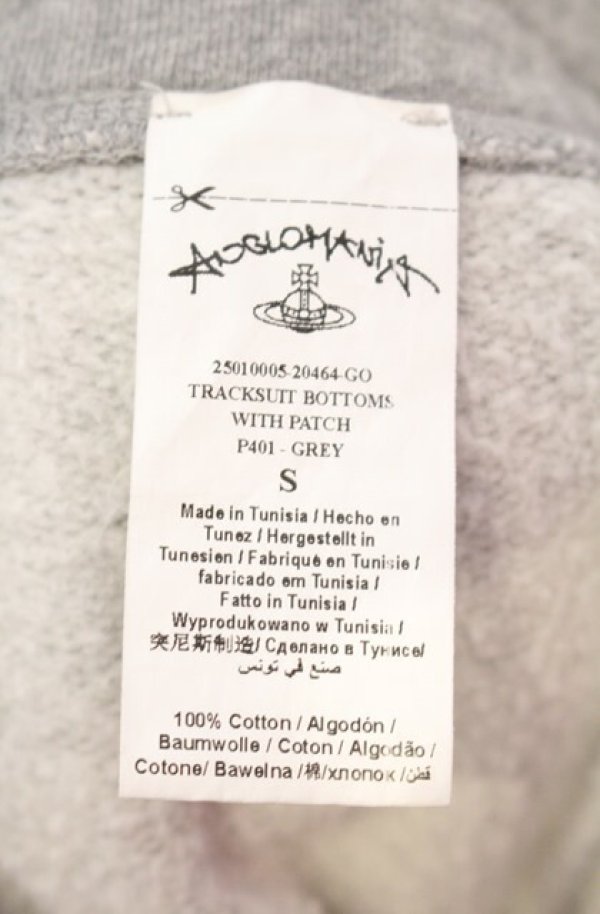 ANGLOMANIA
25010005-20464-GO
TRACKSUIT BOTTOMS
WITH PATCH
P401 - GREY
S
Made in Tunisia / Hecho en
Tunez / Hergestellt in
Tunesien / Fabriqué en Tunisie /
fabricado em Tunisia /
Fatto in Tunisia /
Wyprodukowano w Tunisia /
突尼斯制造/ Сделано в Тунисе/
صنع في تونس
100% Cotton / Algodón /
Baumwolle / Coton / Algodão /
Cotone/ Bawelna /棉/хлопок /قطن